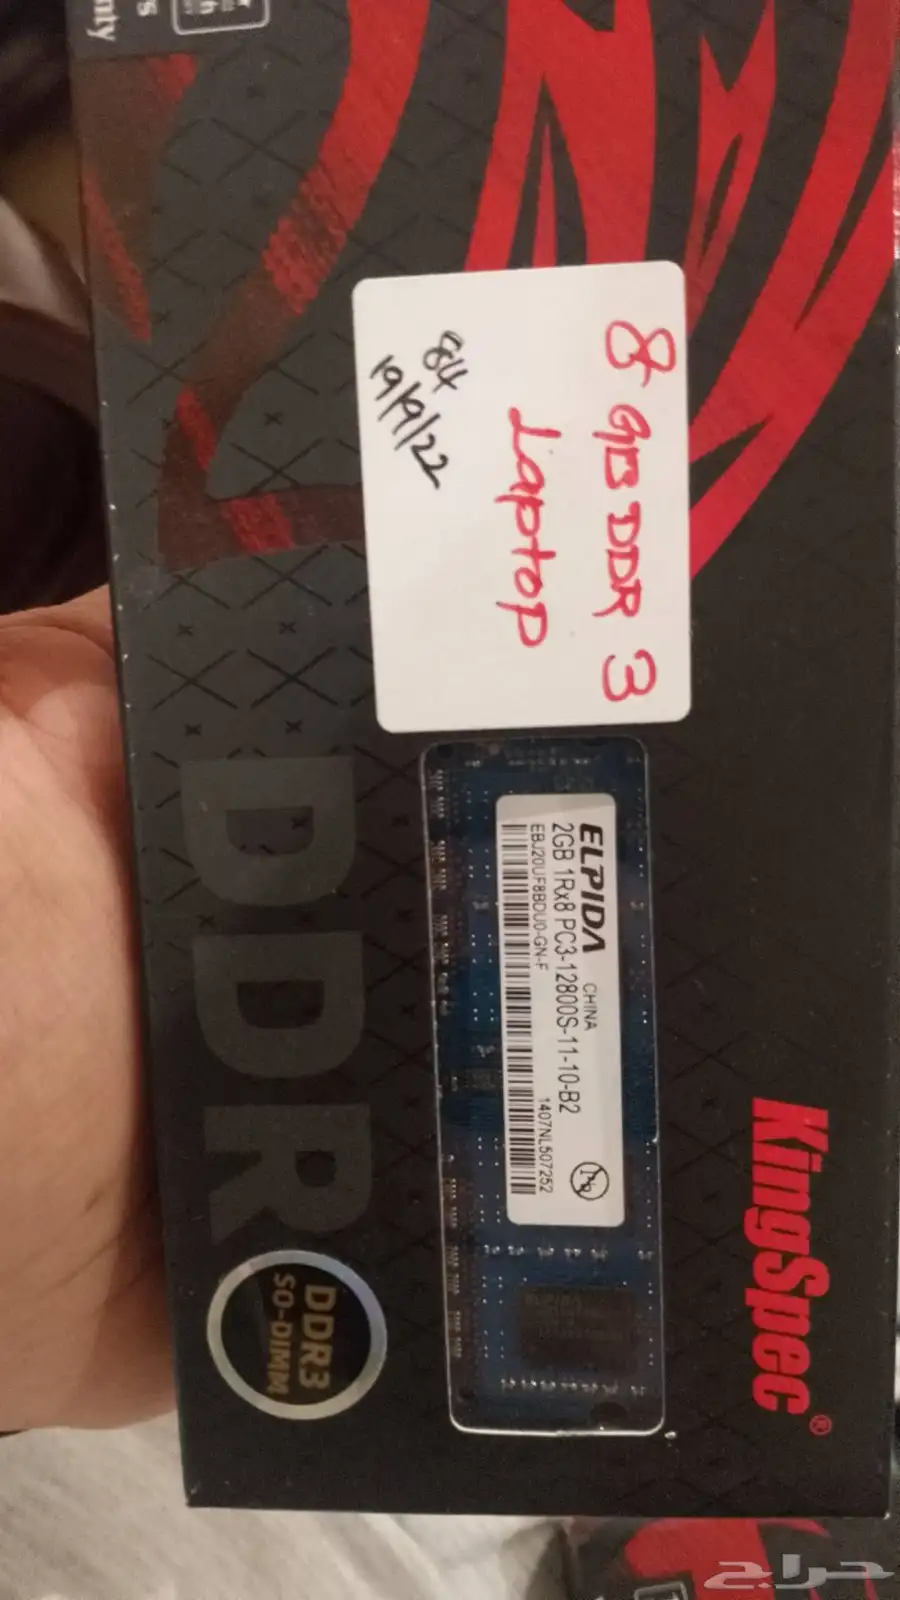 8 GB DDR 3
Laptop
84
19/9/22
ELPIDA CHINA
2GB 1Rx8 PC3-12800S-11-10-B2
EBJ20UF8BDU0-GN-F
1407NL507252
KingSpec®
DDR
DDR3
SO-DIMM
حراج